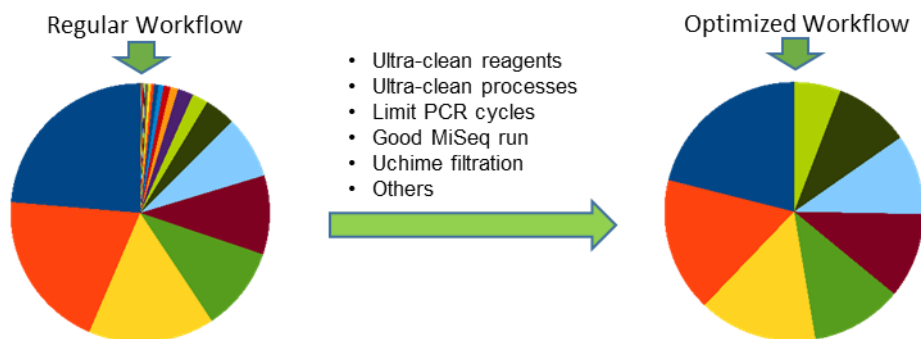 Regular Workflow
Optimized Workflow
• Ultra-clean reagents
• Ultra-clean processes
• Limit PCR cycles
• Good MiSeq run
• Uchime filtration
• Others